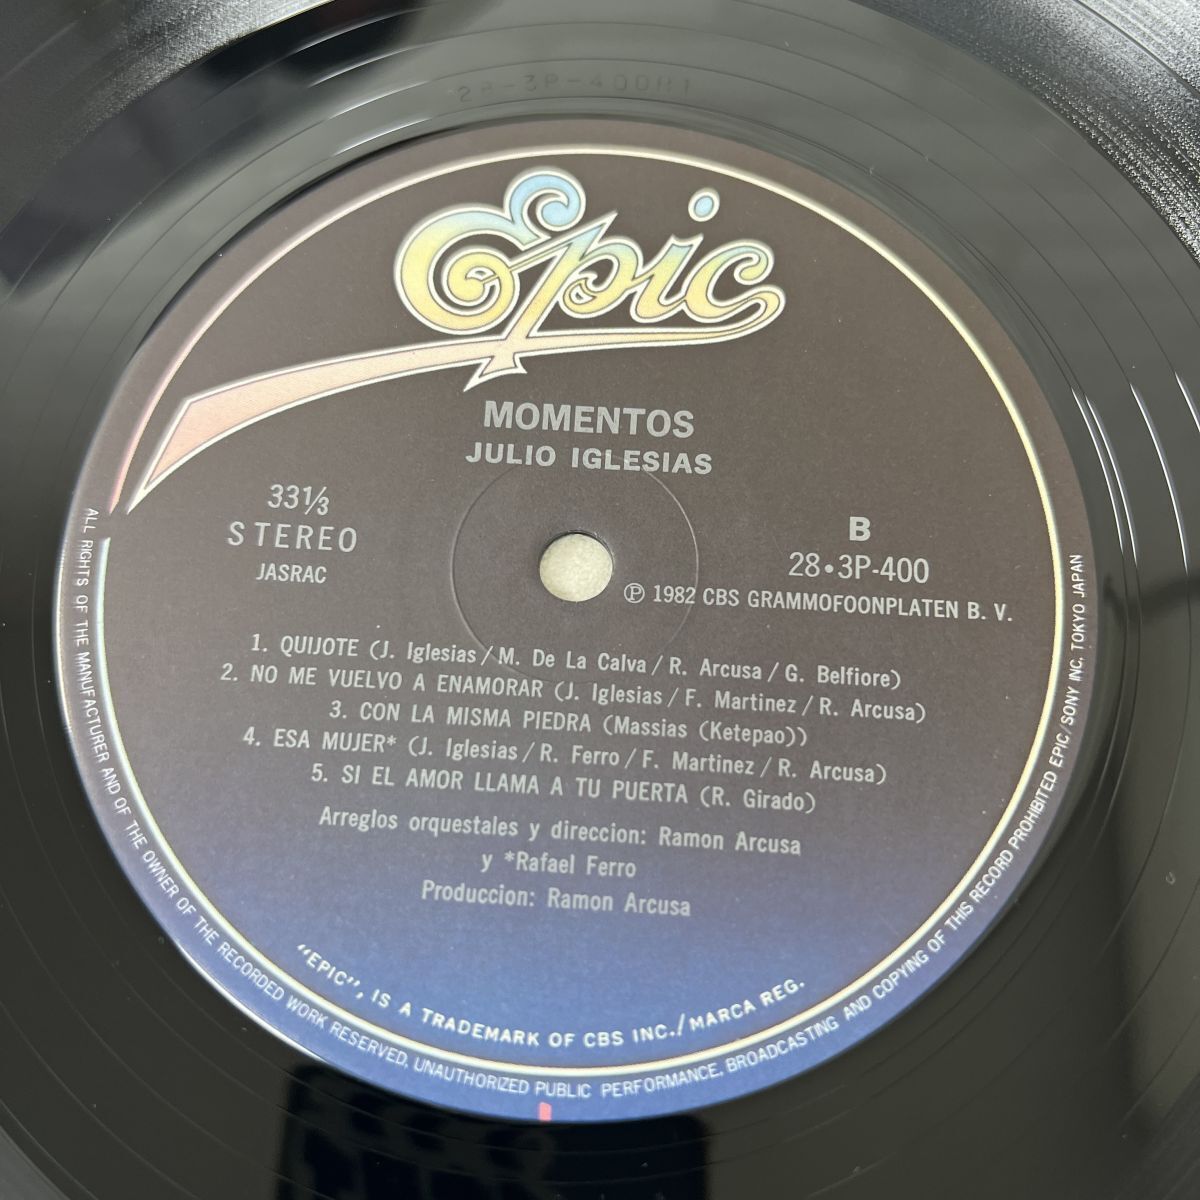 28-3P-400B1
Epic
MOMENTOS
JULIO IGLESIAS
33⅓
STEREO
JASRAC
B
28•3P-400
Ⓟ 1982 CBS GRAMMOFOONPLATEN B. V.
1. QUIJOTE (J. Iglesias/M. De La Calva/R. Arcusa/G. Belfiore)
2. NO ME VUELVO A ENAMORAR (J. Iglesias/F. Martinez/R. Arcusa)
3. CON LA MISMA PIEDRA (Massias (Ketepao))
4. ESA MUJER* (J. Iglesias/R. Ferro/F. Martinez/R. Arcusa)
5. SI EL AMOR LLAMA A TU PUERTA (R. Girado)
Arreglos orquestales y direccion: Ramon Arcusa
y *Rafael Ferro
Produccion: Ramon Arcusa
"EPIC", IS A TRADEMARK OF CBS INC./MARCA REG.
ALL RIGHTS OF THE MANUFACTURER AND OF THE OWNER OF THE RECORDED WORK RESERVED. UNAUTHORIZED PUBLIC PERFORMANCE, BROADCASTING AND COPYING OF THIS RECORD PROHIBITED EPIC/SONY INC. TOKYO JAPAN